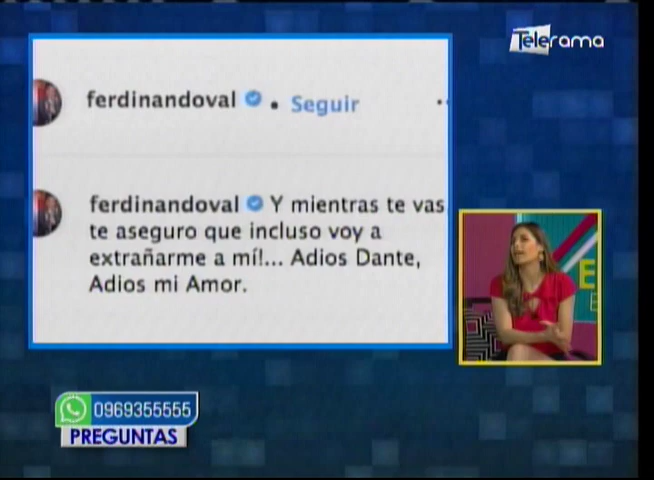 Telerama
ferdinandoval • Seguir ..
ferdinandoval Y mientras te vas
te aseguro que incluso voy a
extrañarme a mí!... Adios Dante,
Adios mi Amor.
E
E
0969355555
PREGUNTAS